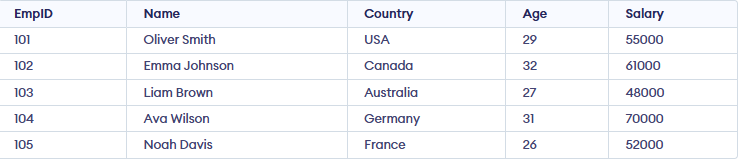 EmpID Name Country Age Salary
101 Oliver Smith USA 29 55000
102 Emma Johnson Canada 32 61000
103 Liam Brown Australia 27 48000
104 Ava Wilson Germany 31 70000
105 Noah Davis France 26 52000